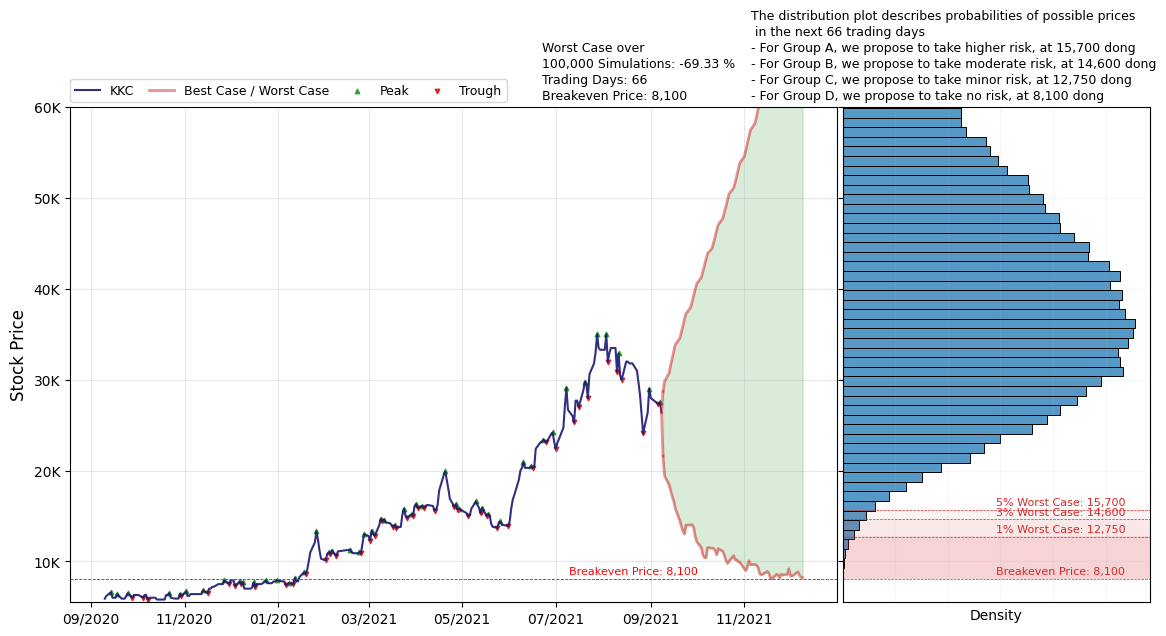 The distribution plot describes probabilities of possible prices
in the next 66 trading days
- For Group A, we propose to take higher risk, at 15,700 dong
- For Group B, we propose to take moderate risk, at 14,600 dong
- For Group C, we propose to take minor risk, at 12,750 dong
- For Group D, we propose to take no risk, at 8,100 dong
Worst Case over
100,000 Simulations: -69.33 %
Trading Days: 66
Breakeven Price: 8,100
KKC
Best Case / Worst Case
Peak
Trough
Stock Price
60K
50K
40K
30K
20K
10K
Breakeven Price: 8,100
09/2020
11/2020
01/2021
03/2021
05/2021
07/2021
09/2021
11/2021
5% Worst Case: 15,700
3% Worst Case: 14,600
1% Worst Case: 12,750
Breakeven Price: 8,100
Density